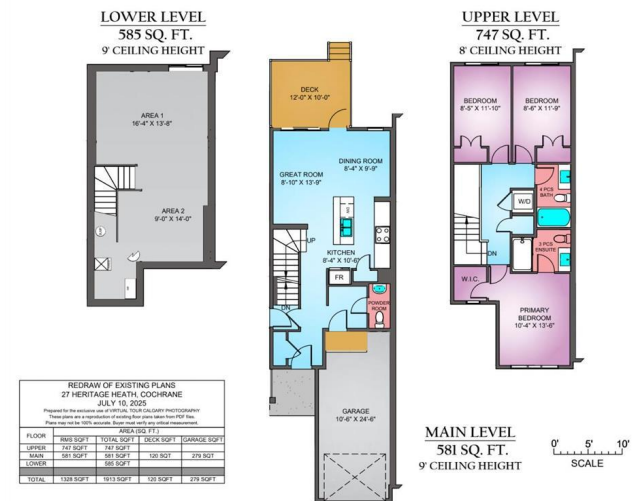 LOWER LEVEL
585 SQ. FT.
9' CEILING HEIGHT
AREA 1
16'-4" X 13'-8"
AREA 2
9'-0" X 14'-0"
DECK
12'-0" X 10'-0"
DINING ROOM
8'-4" X 9'-9"
GREAT ROOM
8'-10" X 13'-9"
UP
KITCHEN
8'-4" X 10'-6"
FR
DN
POWDER
ROOM
GARAGE
10'-6" X 24'-6"
MAIN LEVEL
581 SQ. FT.
9' CEILING HEIGHT
UPPER LEVEL
747 SQ. FT.
8' CEILING HEIGHT
BEDROOM
8'-5" X 11'-10"
BEDROOM
8'-6" X 11'-9"
4 PCS
BATH
W/D
3 PCS
ENSUITE
DN
W.I.C.
PRIMARY
BEDROOM
10'-4" X 13'-6"
0' 5' 10'
SCALE
REDRAW OF EXISTING PLANS
27 HERITAGE HEATH, COCHRANE
JULY 10, 2025
Prepared for the exclusive use of VIRTUAL TOUR CALGARY PHOTOGRAPHY
These plans are a reproduction of existing floor plans taken from PDF files.
Plans may not be 100% accurate. Buyer must verify any critical measurement.
FLOOR AREA (SQ. FT.)
RMS SQFT TOTAL SQFT DECK SQFT GARAGE SQFT
UPPER 747 SQFT 747 SQFT
MAIN 581 SQFT 581 SQFT 120 SQT 279 SQT
LOWER 585 SQFT
TOTAL 1328 SQFT 1913 SQFT 120 SQFT 279 SQFT